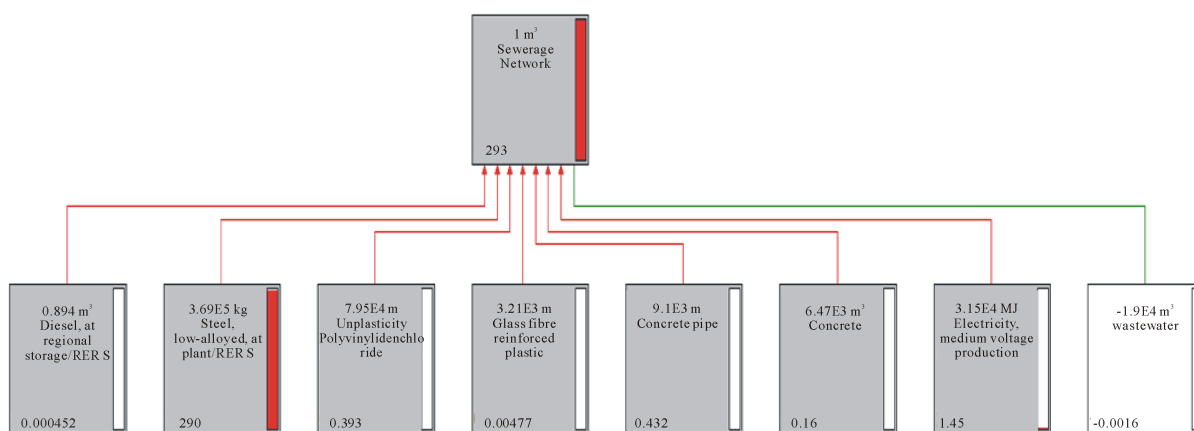 1 m³
Sewerage
Network
293
0.894 m³
Diesel, at
regional
storage/RER S
0.000452
3.69E5 kg
Steel,
low-alloyed, at
plant/RER S
290
7.95E4 m
Unplasticity
Polyvinylidenchlo
ride
0.393
3.21E3 m
Glass fibre
reinforced
plastic
0.00477
9.1E3 m
Concrete pipe
0.432
6.47E3 m³
Concrete
0.16
3.15E4 MJ
Electricity,
medium voltage
production
1.45
-1.9E4 m³
wastewater
-0.0016